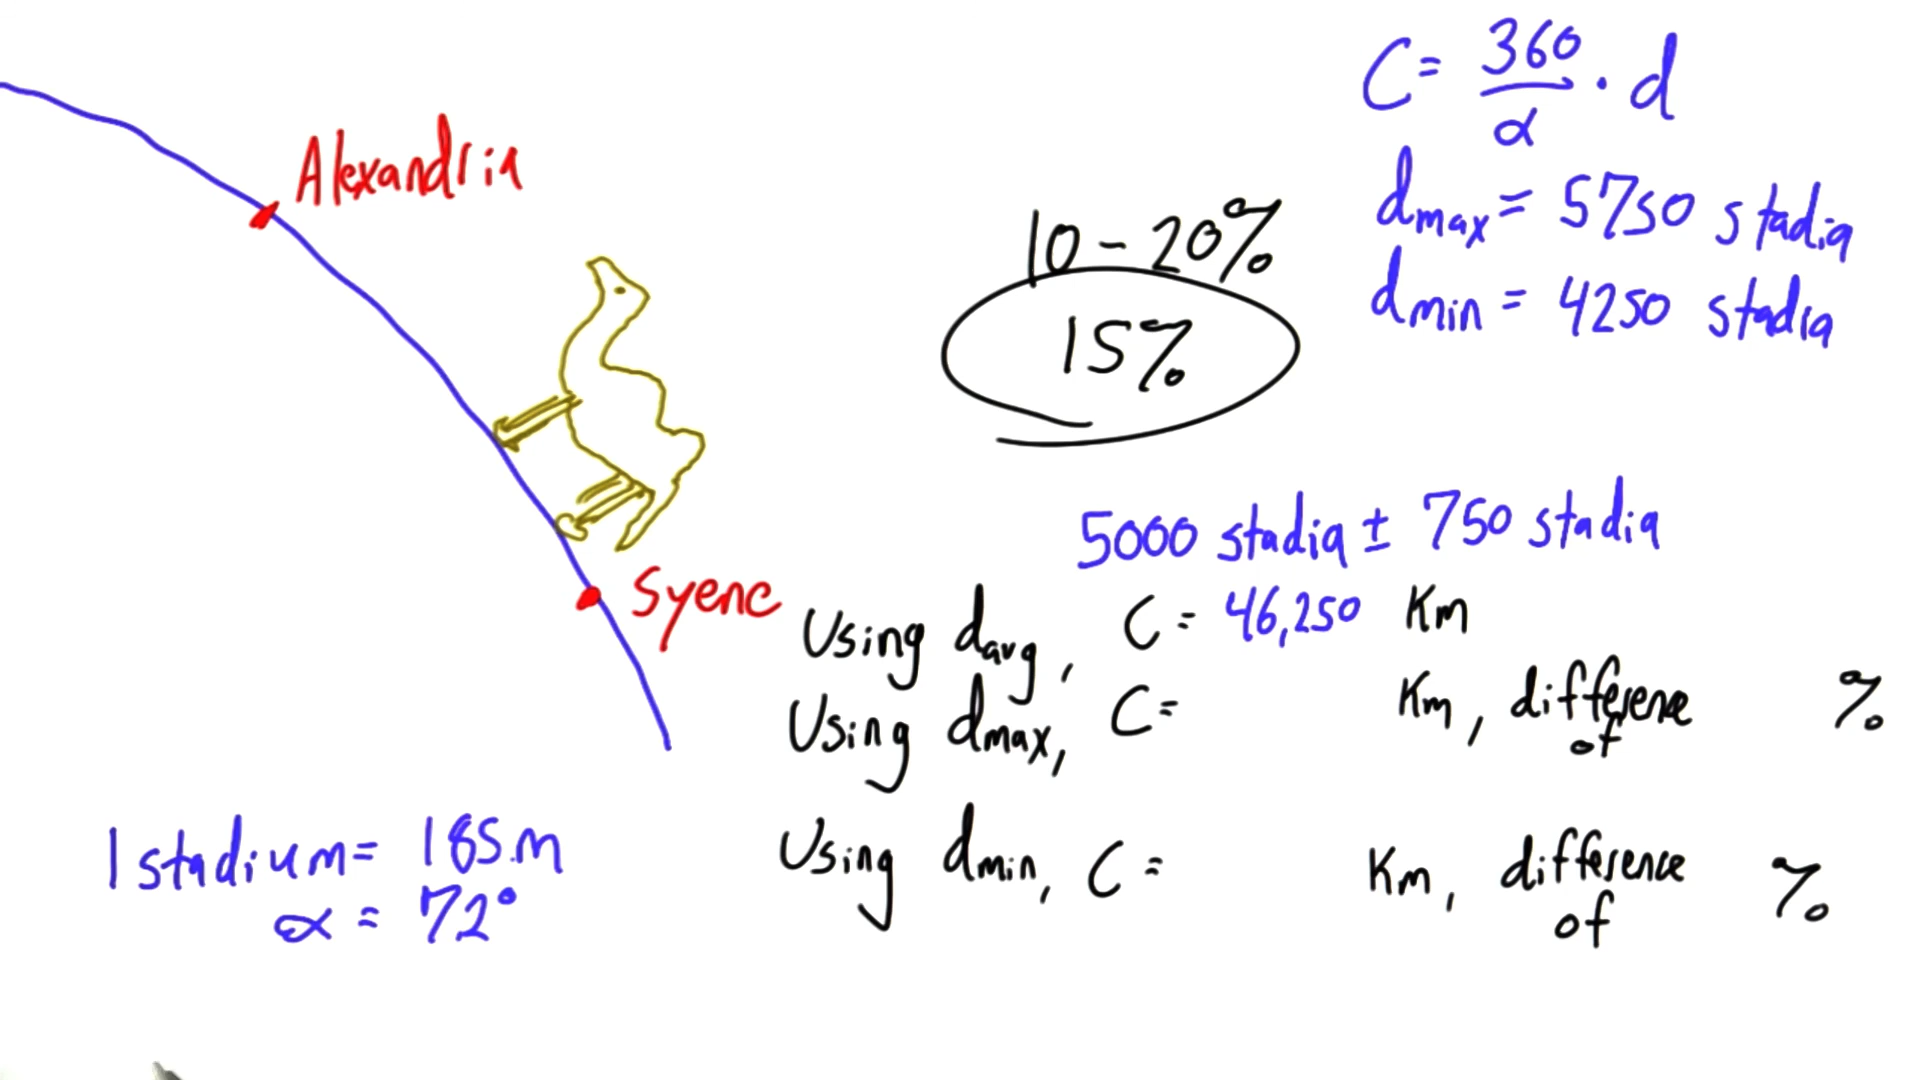 C = 360/α · d
Alexandria
dmax = 5750 stadia
10 - 20%
dmin = 4250 stadia
15%
5000 stadia ± 750 stadia
Syene
Using davg, C = 46,250 Km
Using dmax, C = Km, difference of %
1 stadium = 185 m
Using dmin, C = Km, difference of %
α = 72°